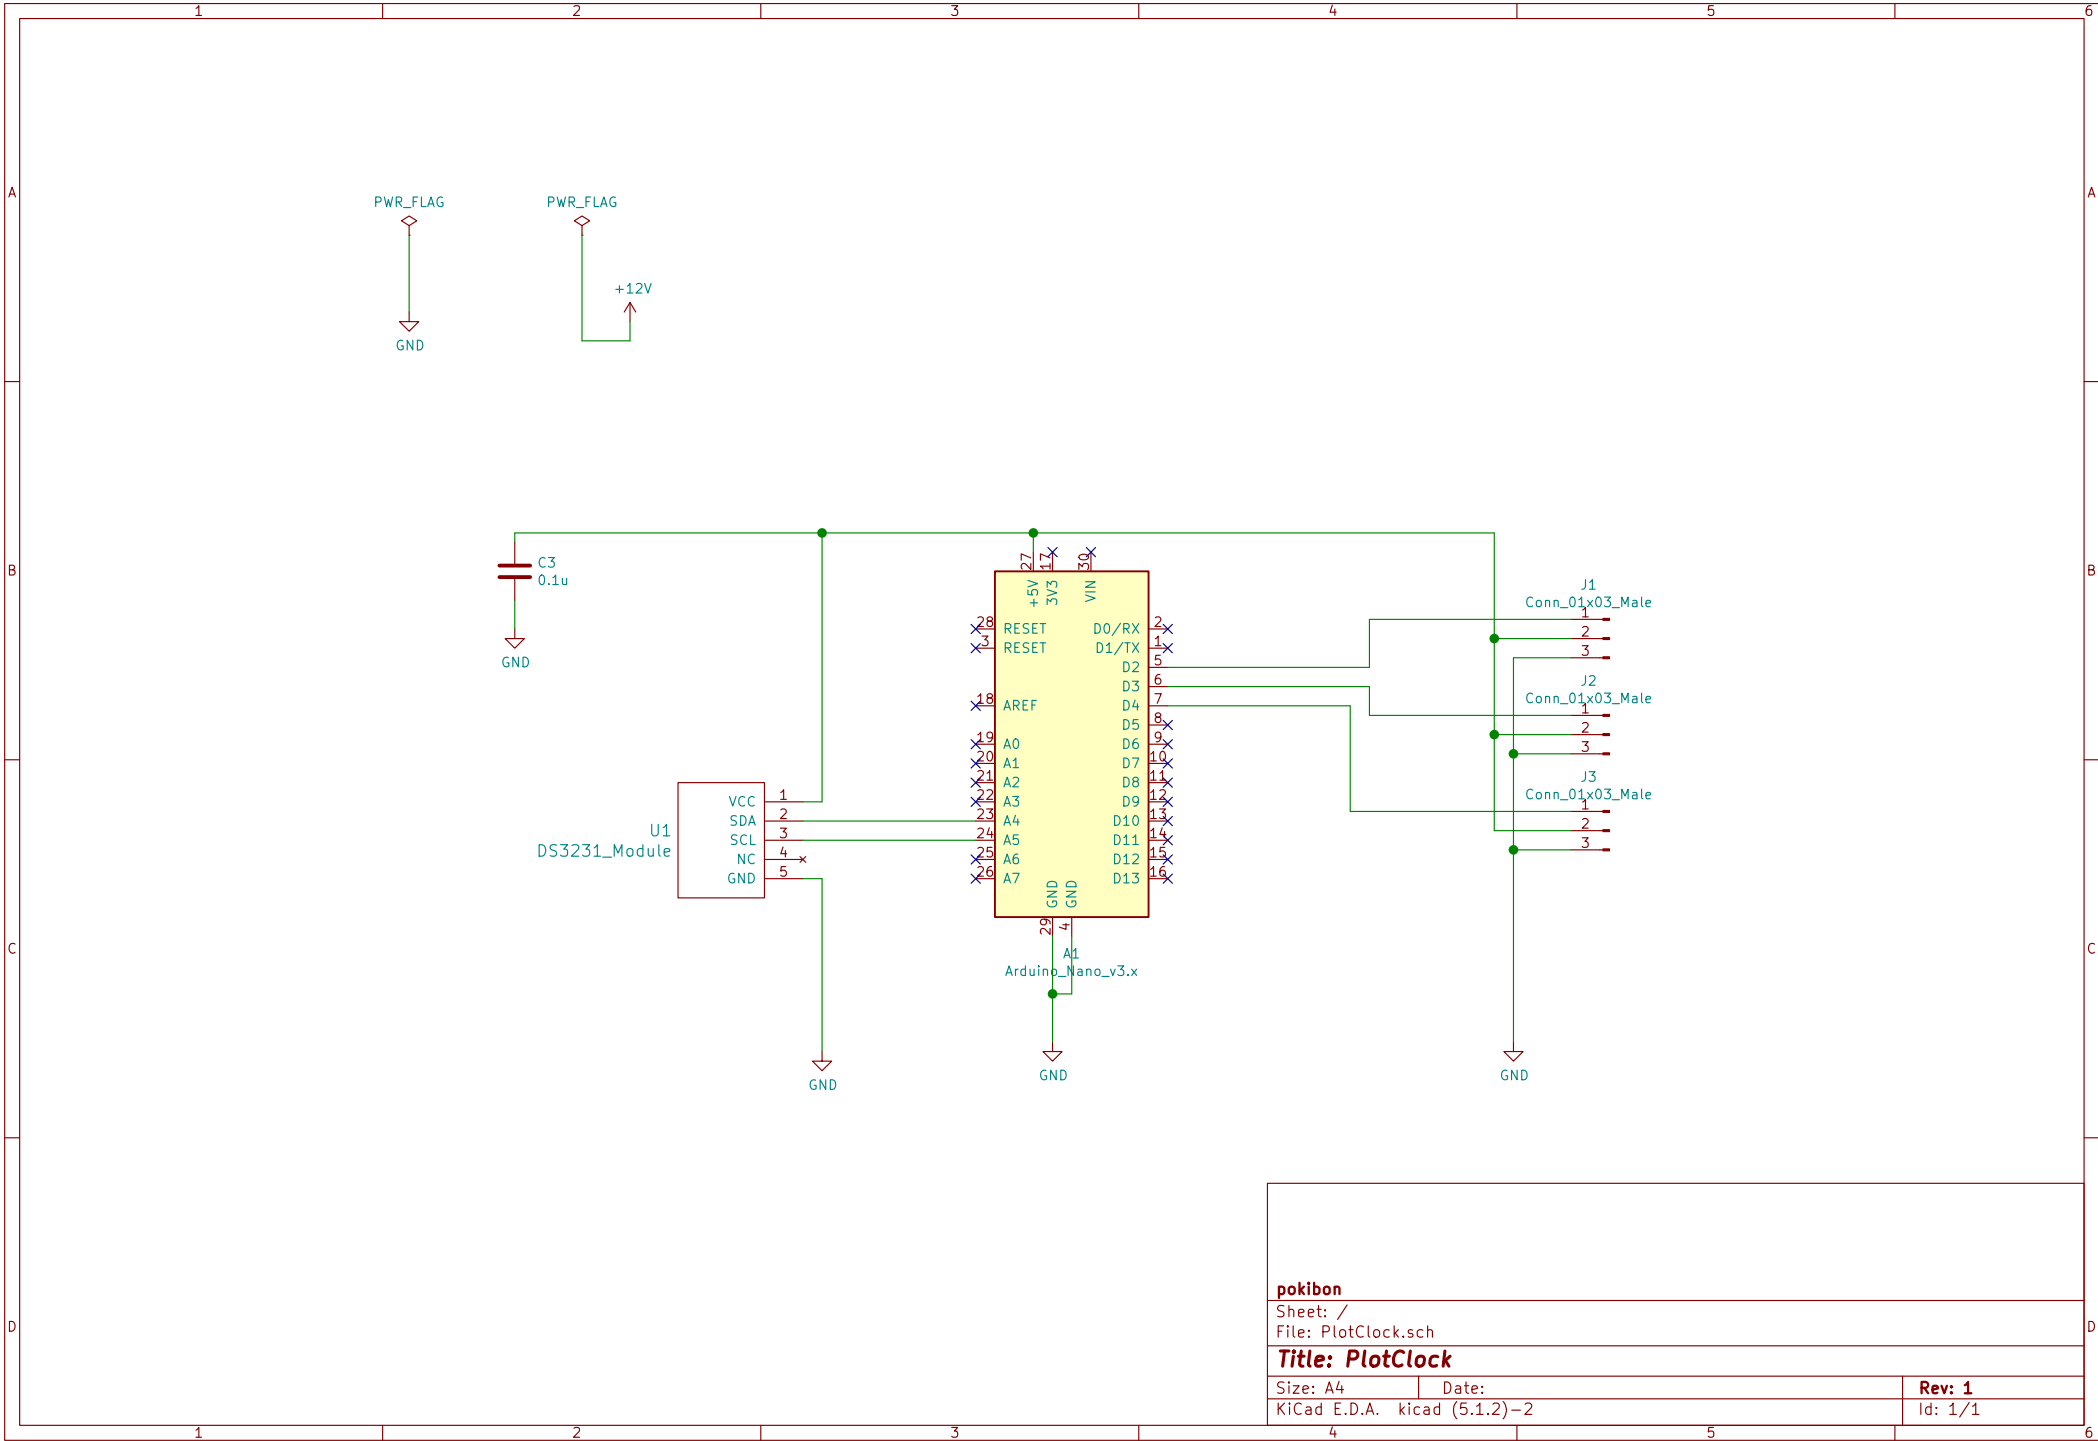 1 2 3 4 5 6
A A
PWR_FLAG PWR_FLAG
+12V
GND
B B
C3
0.1u
GND
27 17 30
+5V 3V3 VIN
28 RESET D0/RX 2
3 RESET D1/TX 1
D2 5
D3 6
18 AREF D4 7
D5 8
19 A0 D6 9
20 A1 D7 10
21 A2 D8 11
22 A3 D9 12
23 A4 D10 13
24 A5 D11 14
25 A6 D12 15
26 A7 D13 16
GND GND
29 4
A1
Arduino_Nano_v3.x
GND
J1
Conn_01x03_Male
1
2
3
J2
Conn_01x03_Male
1
2
3
J3
Conn_01x03_Male
1
2
3
GND
U1
DS3231_Module
VCC 1
SDA 2
SCL 3
NC 4
GND 5
GND
C C
D D
pokibon
Sheet: /
File: PlotClock.sch
Title: PlotClock
Size: A4 Date: Rev: 1
KiCad E.D.A. kicad (5.1.2)-2 Id: 1/1
1 2 3 4 5 6